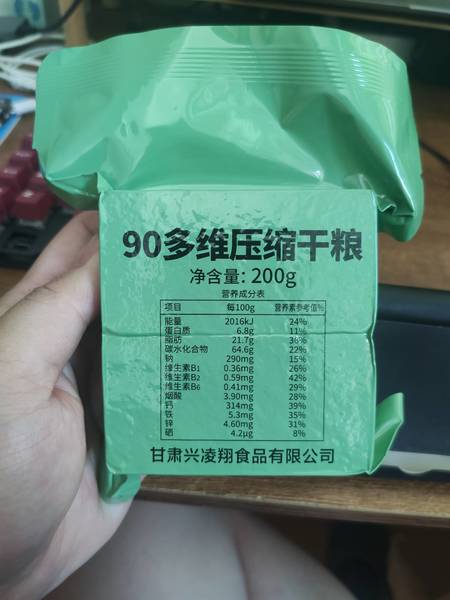 90多维压缩干粮
净含量: 200g
营养成分表
项目 每100g 营养素参考值%
能量 2016kJ 24%
蛋白质 6.8g 11%
脂肪 21.7g 36%
碳水化合物 64.6g 22%
钠 290mg 15%
维生素B1 0.36mg 26%
维生素B2 0.59mg 42%
维生素B6 0.41mg 29%
烟酸 3.90mg 28%
钙 314mg 39%
铁 5.3mg 35%
锌 4.60mg 31%
硒 4.2μg 8%
甘肃兴凌翔食品有限公司